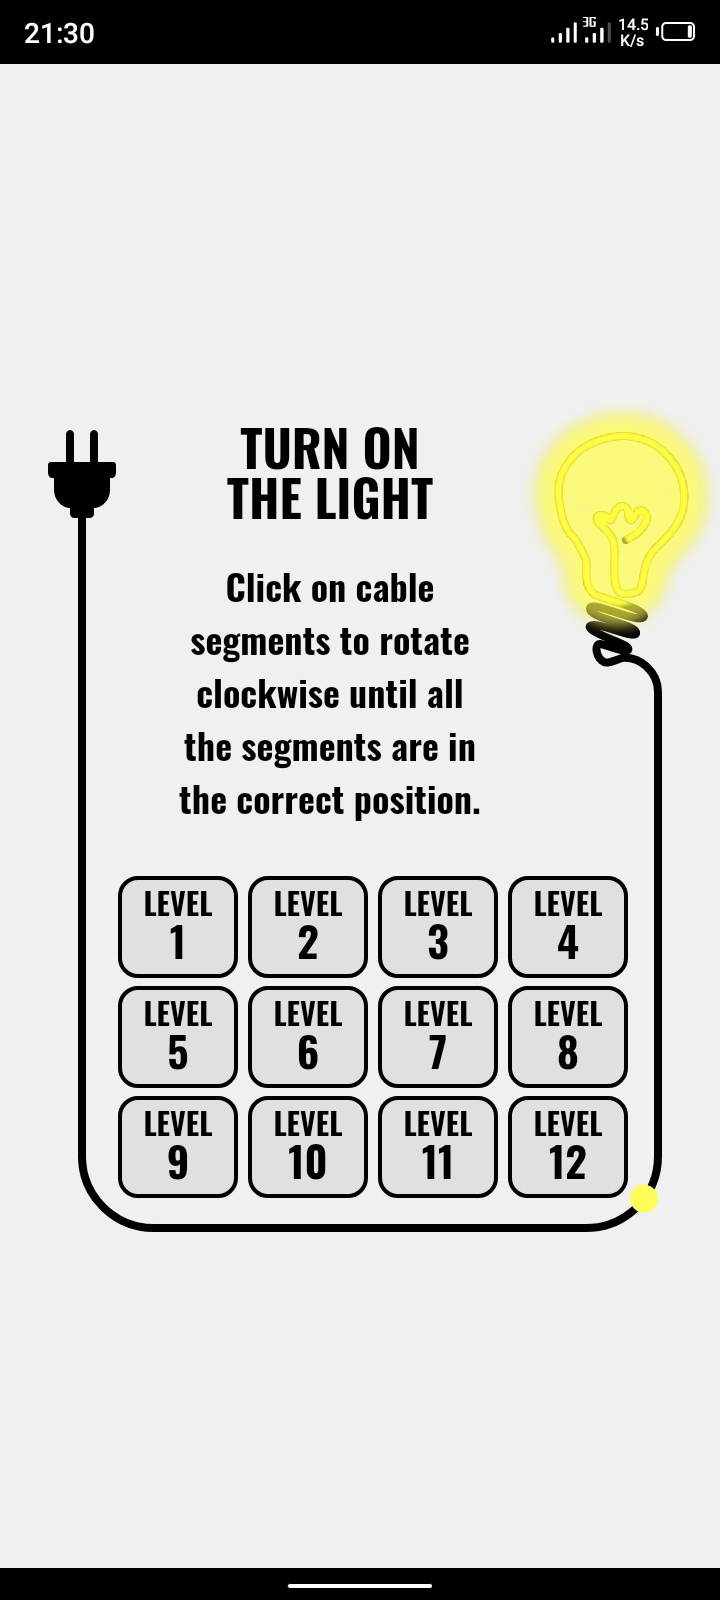 21:30
3G
14.5
K/s
TURN ON
THE LIGHT
Click on cable
segments to rotate
clockwise until all
the segments are in
the correct position.
LEVEL LEVEL LEVEL LEVEL
1 2 3 4
LEVEL LEVEL LEVEL LEVEL
5 6 7 8
LEVEL LEVEL LEVEL LEVEL
9 10 11 12